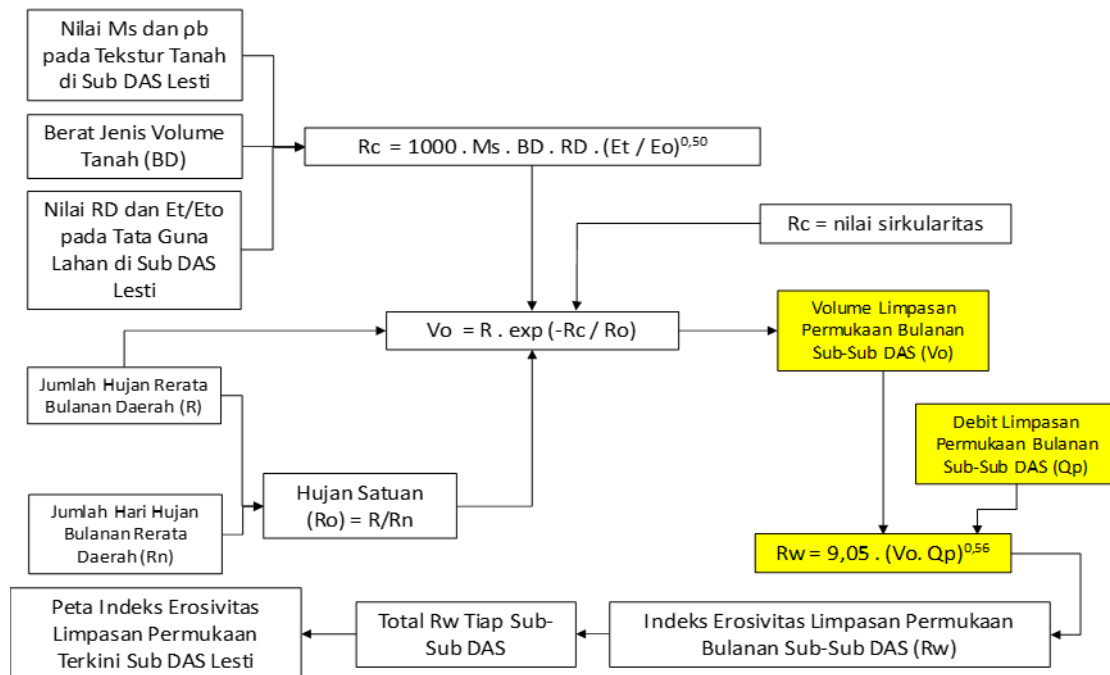 Nilai Ms dan ρb
pada Tekstur Tanah
di Sub DAS Lesti
Berat Jenis Volume
Tanah (BD)
Rc = 1000 . Ms . BD . RD . (Et / Eo)^0,50
Nilai RD dan Et/Eto
pada Tata Guna
Lahan di Sub DAS
Lesti
Rc = nilai sirkularitas
Vo = R . exp (-Rc / Ro)
Volume Limpasan
Permukaan Bulanan
Sub-Sub DAS (Vo)
Jumlah Hujan Rerata
Bulanan Daerah (R)
Debit Limpasan
Permukaan Bulanan
Sub-Sub DAS (Qp)
Hujan Satuan
(Ro) = R/Rn
Jumlah Hari Hujan
Bulanan Rerata
Daerah (Rn)
Rw = 9,05 . (Vo. Qp)^0,56
Peta Indeks Erosivitas
Limpasan Permukaan
Terkini Sub DAS Lesti
Total Rw Tiap Sub-
Sub DAS
Indeks Erosivitas Limpasan Permukaan
Bulanan Sub-Sub DAS (Rw)